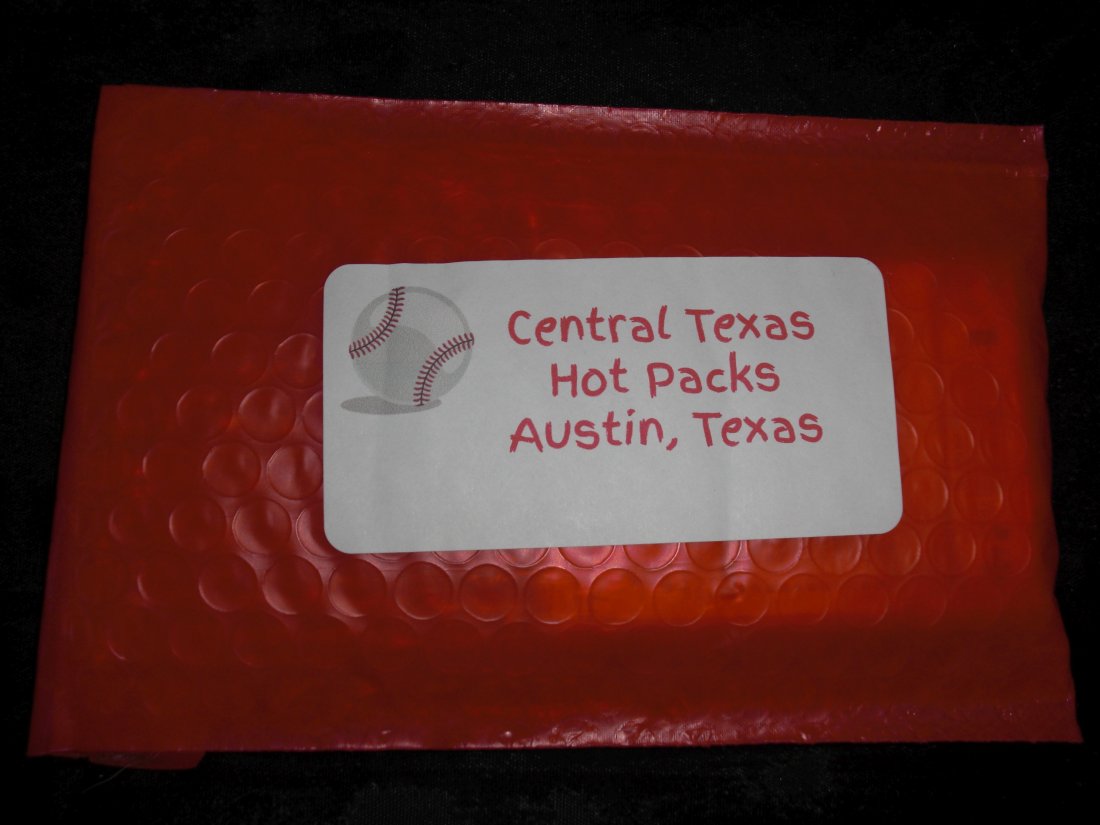 Central Texas
Hot Packs
Austin, Texas